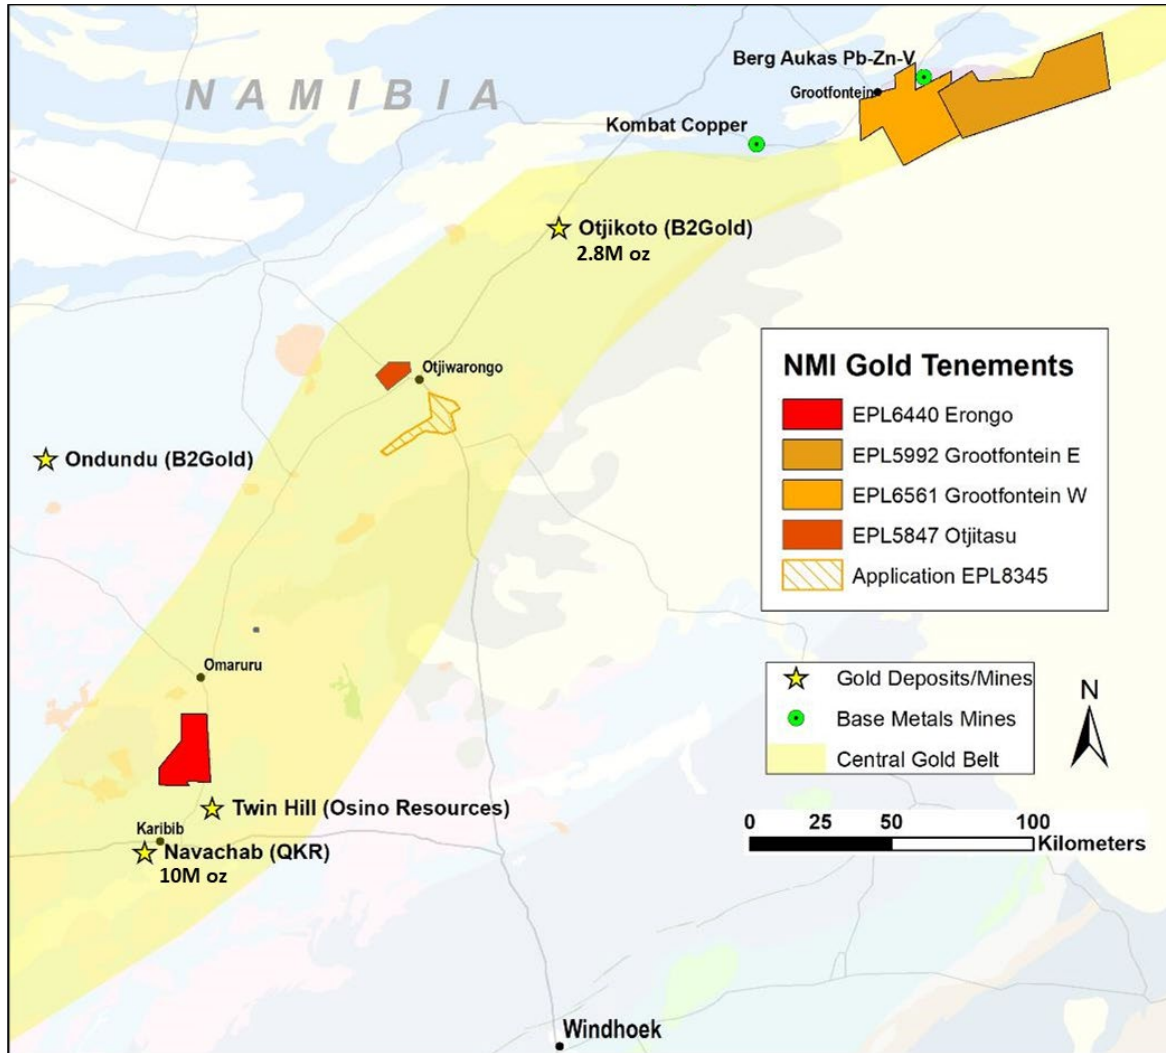 Berg Aukas Pb-Zn-V
Grootfontein
NAMIBIA
Kombat Copper
Otjikoto (B2Gold)
2.8M oz
Otjiwarongo
Ondundu (B2Gold)
NMI Gold Tenements
EPL6440 Erongo
EPL5992 Grootfontein E
EPL6561 Grootfontein W
EPL5847 Otjitasu
Application EPL8345
Omaruru
Gold Deposits/Mines
Base Metals Mines
Central Gold Belt
N
Twin Hill (Osino Resources)
Karibib
Navachab (QKR)
10M oz
0 25 50 100
Kilometers
Windhoek